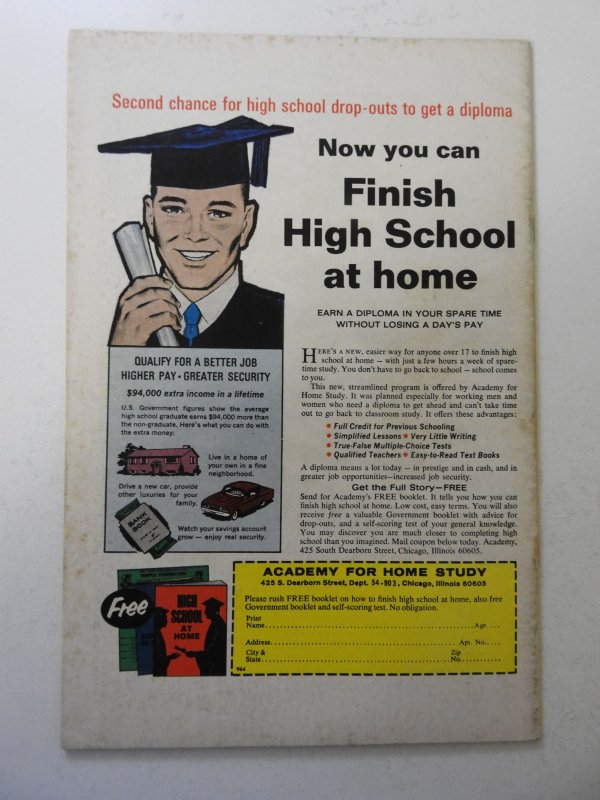 Second chance for high school drop-outs to get a diploma
Now you can
Finish
High School
at home
EARN A DIPLOMA IN YOUR SPARE TIME
WITHOUT LOSING A DAY'S PAY
QUALIFY FOR A BETTER JOB
HIGHER PAY • GREATER SECURITY
$94,000 extra income in a lifetime
U.S. Government figures show the average
high school graduate earns $94,000 more than
the non-graduate. Here's what you can do with
the extra money:
Live in a home of
your own in a fine
neighborhood.
Drive a new car, provide
other luxuries for your
family.
BANK
BOOK
Watch your savings account
grow — enjoy real security.
HERE'S A NEW, easier way for anyone over 17 to finish high
school at home — with just a few hours a week of spare-
time study. You don't have to go back to school — school comes
to you.
This new, streamlined program is offered by Academy for
Home Study. It was planned especially for working men and
women who need a diploma to get ahead and can't take time
out to go back to classroom study. It offers these advantages:
• Full Credit for Previous Schooling
• Simplified Lessons • Very Little Writing
• True-False Multiple-Choice Tests
• Qualified Teachers • Easy-to-Read Text Books
A diploma means a lot today — in prestige and in cash, and in
greater job opportunities—increased job security.
Get the Full Story—FREE
Send for Academy's FREE booklet. It tells you how you can
finish high school at home. Low cost, easy terms. You will also
receive free a valuable Government booklet with advice for
drop-outs, and a self-scoring test of your general knowledge.
You may discover you are much closer to completing high
school than you imagined. Mail coupon below today. Academy,
425 South Dearborn Street, Chicago, Illinois 60605.
Free
HIGH
SCHOOL
AT
HOME
ACADEMY FOR HOME STUDY
425 S. Dearborn Street, Dept. 54-903, Chicago, Illinois 60605
Please rush FREE booklet on how to finish high school at home, also free
Government booklet and self-scoring test. No obligation.
Print
Name Age
Address Apt. No.
City & Zip
State No.